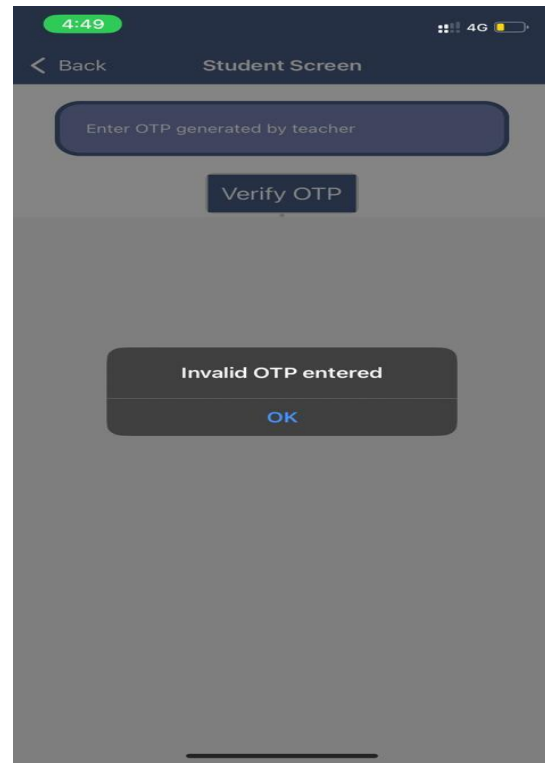 4:49
4G
Back
Student Screen
Enter OTP generated by teacher
Verify OTP
Invalid OTP entered
OK